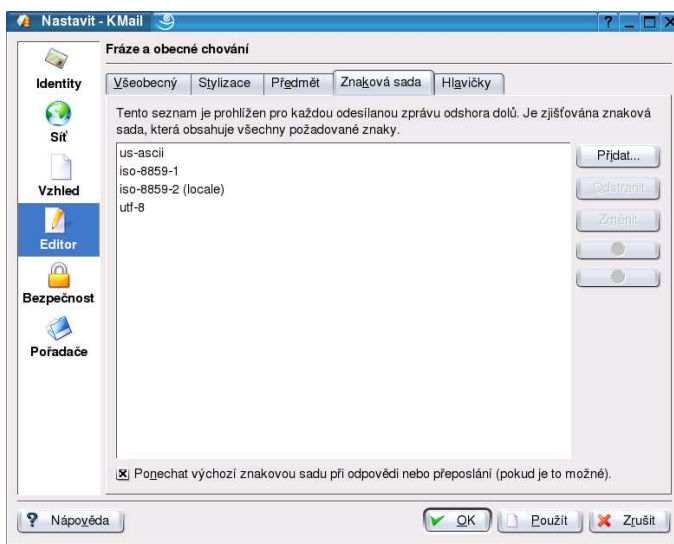 Nastavit - KMail
Fráze a obecné chování
Identity
Síť
Vzhled
Editor
Bezpečnost
Pořadače
Všeobecný Stylizace Předmět Znaková sada Hlavičky
Tento seznam je prohlížen pro každou odesílanou zprávu odshora dolů. Je zjišťována znaková
sada, která obsahuje všechny požadované znaky.
us-ascii
iso-8859-1
iso-8859-2 (locale)
utf-8
Přidat...
Odstranit
Změnit...
Ponechat výchozí znakovou sadu při odpovědi nebo přeposlání (pokud je to možné).
? Nápověda
OK Použít Zrušit